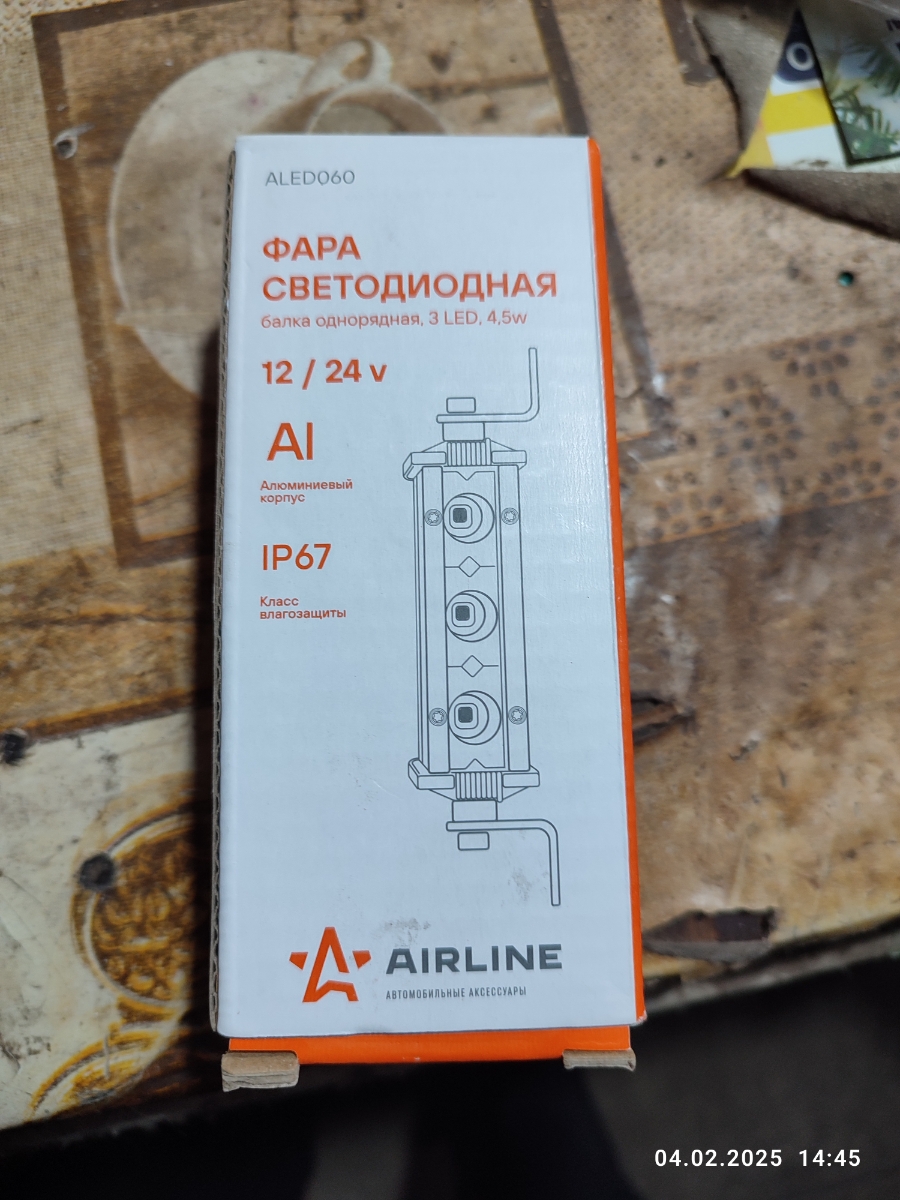 ALED060
ФАРА
СВЕТОДИОДНАЯ
балка однорядная, 3 LED, 4,5w
12 / 24 v
Al
Алюминиевый
корпус
IP67
Класс
влагозащиты
AIRLINE
АВТОМОБИЛЬНЫЕ АКСЕССУАРЫ
04.02.2025 14:45